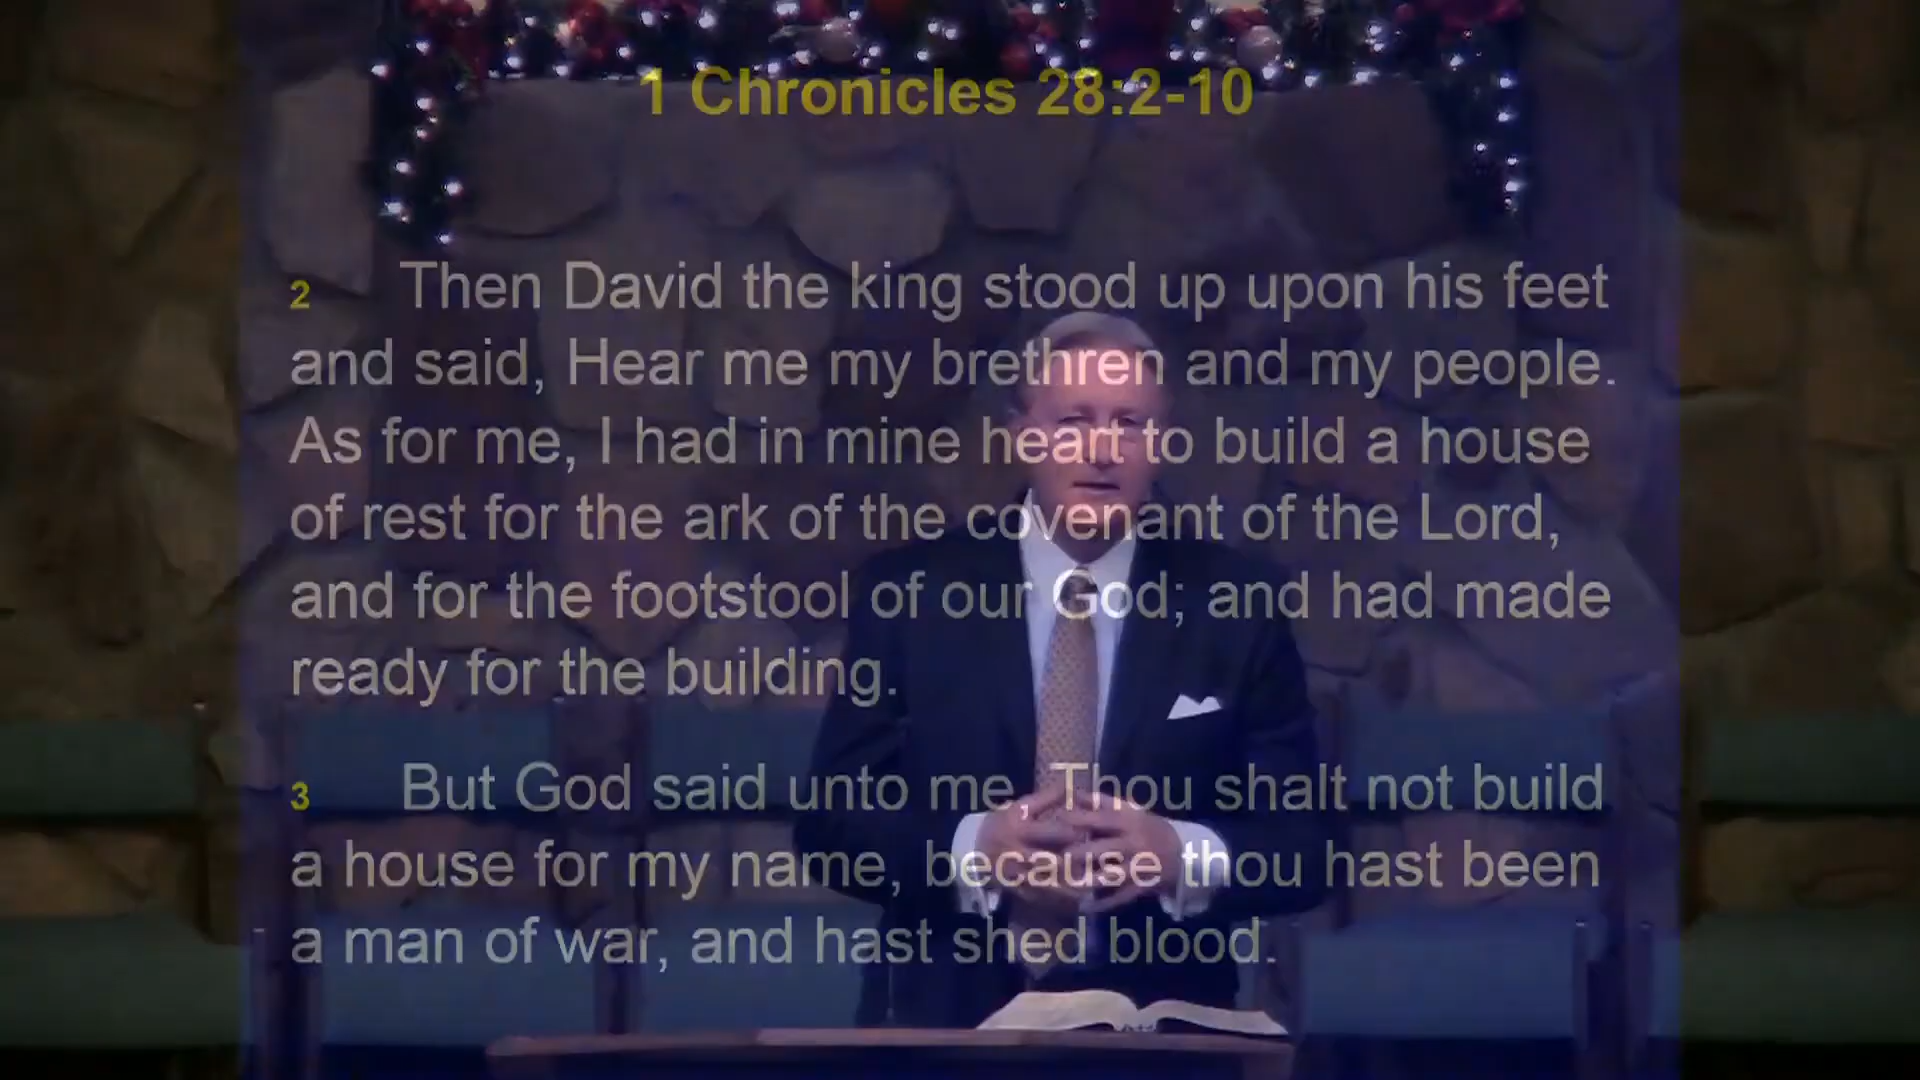 1 Chronicles 28:2-10
2 Then David the king stood up upon his feet
and said, Hear me my brethren and my people.
As for me, I had in mine heart to build a house
of rest for the ark of the covenant of the Lord,
and for the footstool of our God; and had made
ready for the building.
3 But God said unto me, Thou shalt not build
a house for my name, because thou hast been
a man of war, and hast shed blood.